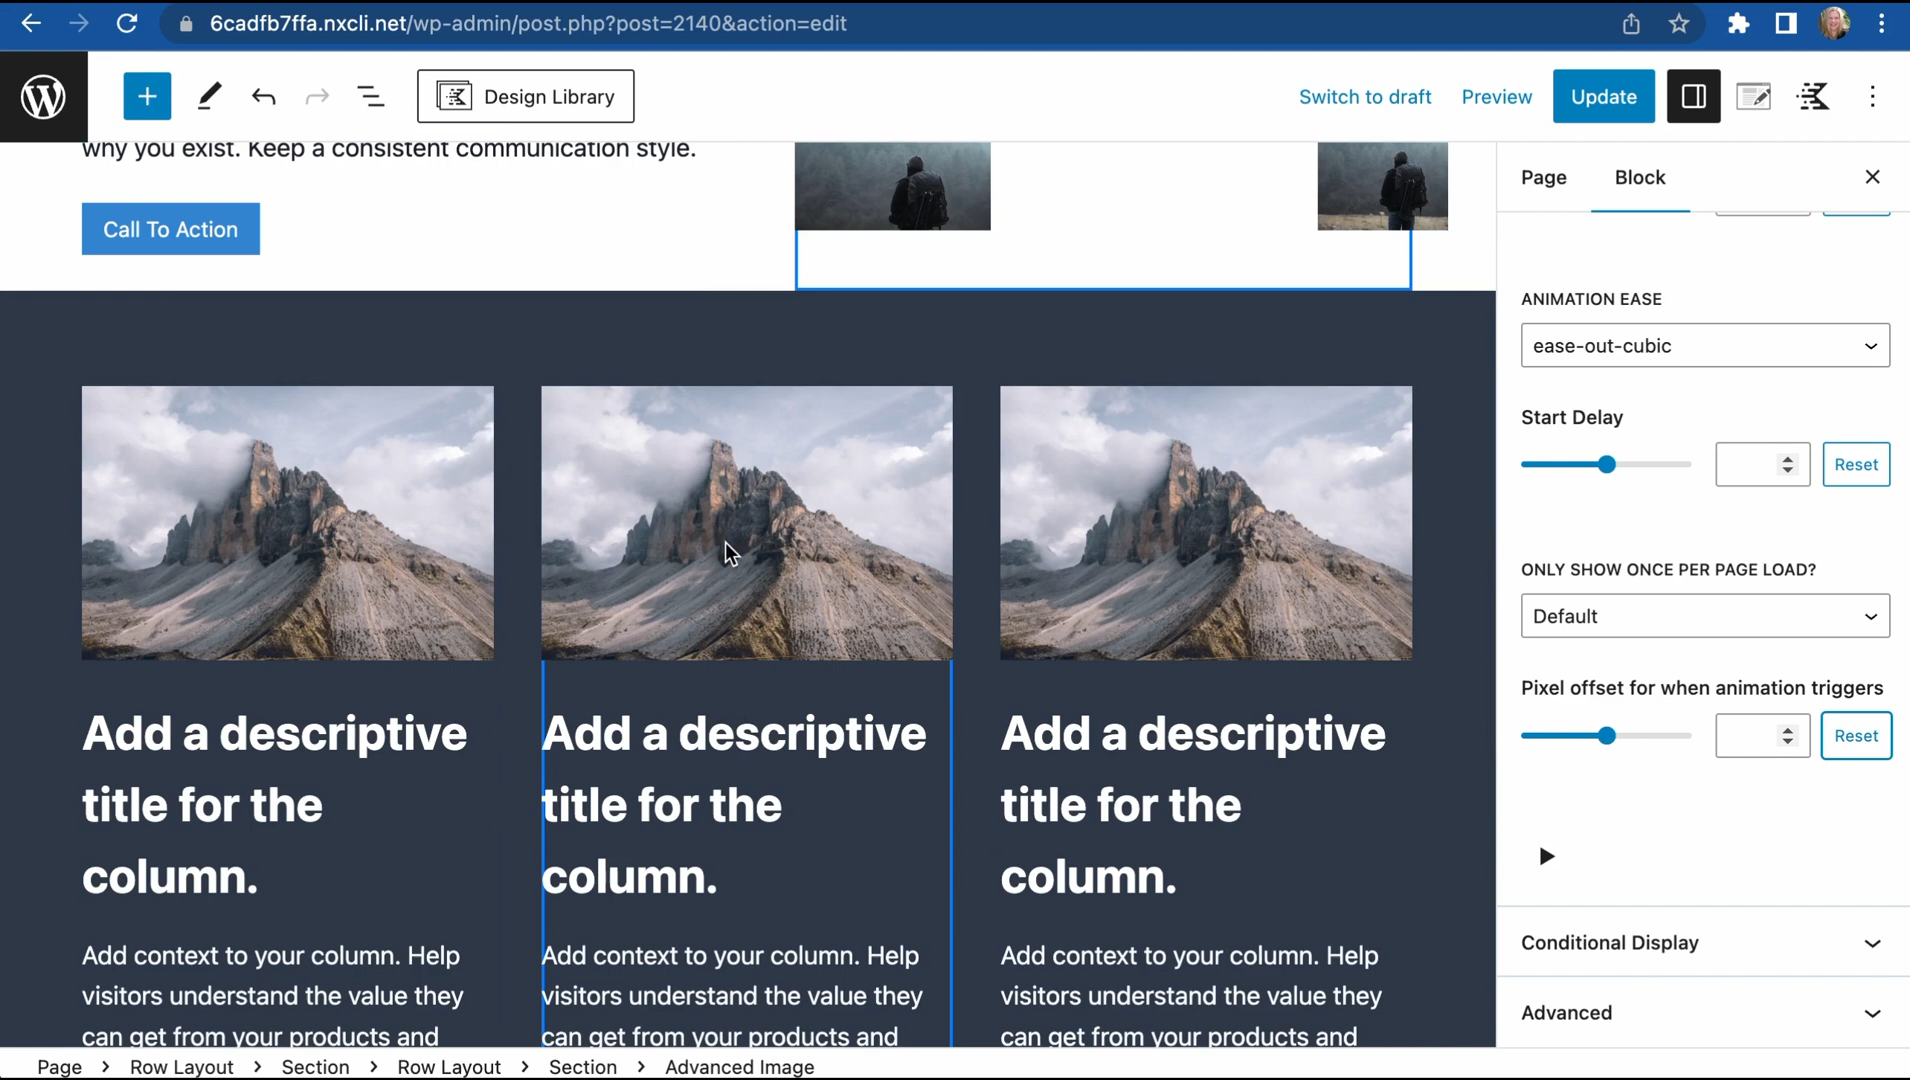 6cadfb7ffa.nxcli.net/wp-admin/post.php?post=2140&action=edit
Design Library
Switch to draft
Preview
Update
why you exist. Keep a consistent communication style.
Call To Action
Page
Block
ANIMATION EASE
ease-out-cubic
Start Delay
Reset
ONLY SHOW ONCE PER PAGE LOAD?
Default
Pixel offset for when animation triggers
Reset
Conditional Display
Advanced
Add a descriptive
title for the
column.
Add context to your column. Help
visitors understand the value they
can get from your products and
Add a descriptive
title for the
column.
Add context to your column. Help
visitors understand the value they
can get from your products and
Add a descriptive
title for the
column.
Add context to your column. Help
visitors understand the value they
can get from your products and
Page > Row Layout > Section > Row Layout > Section > Advanced Image